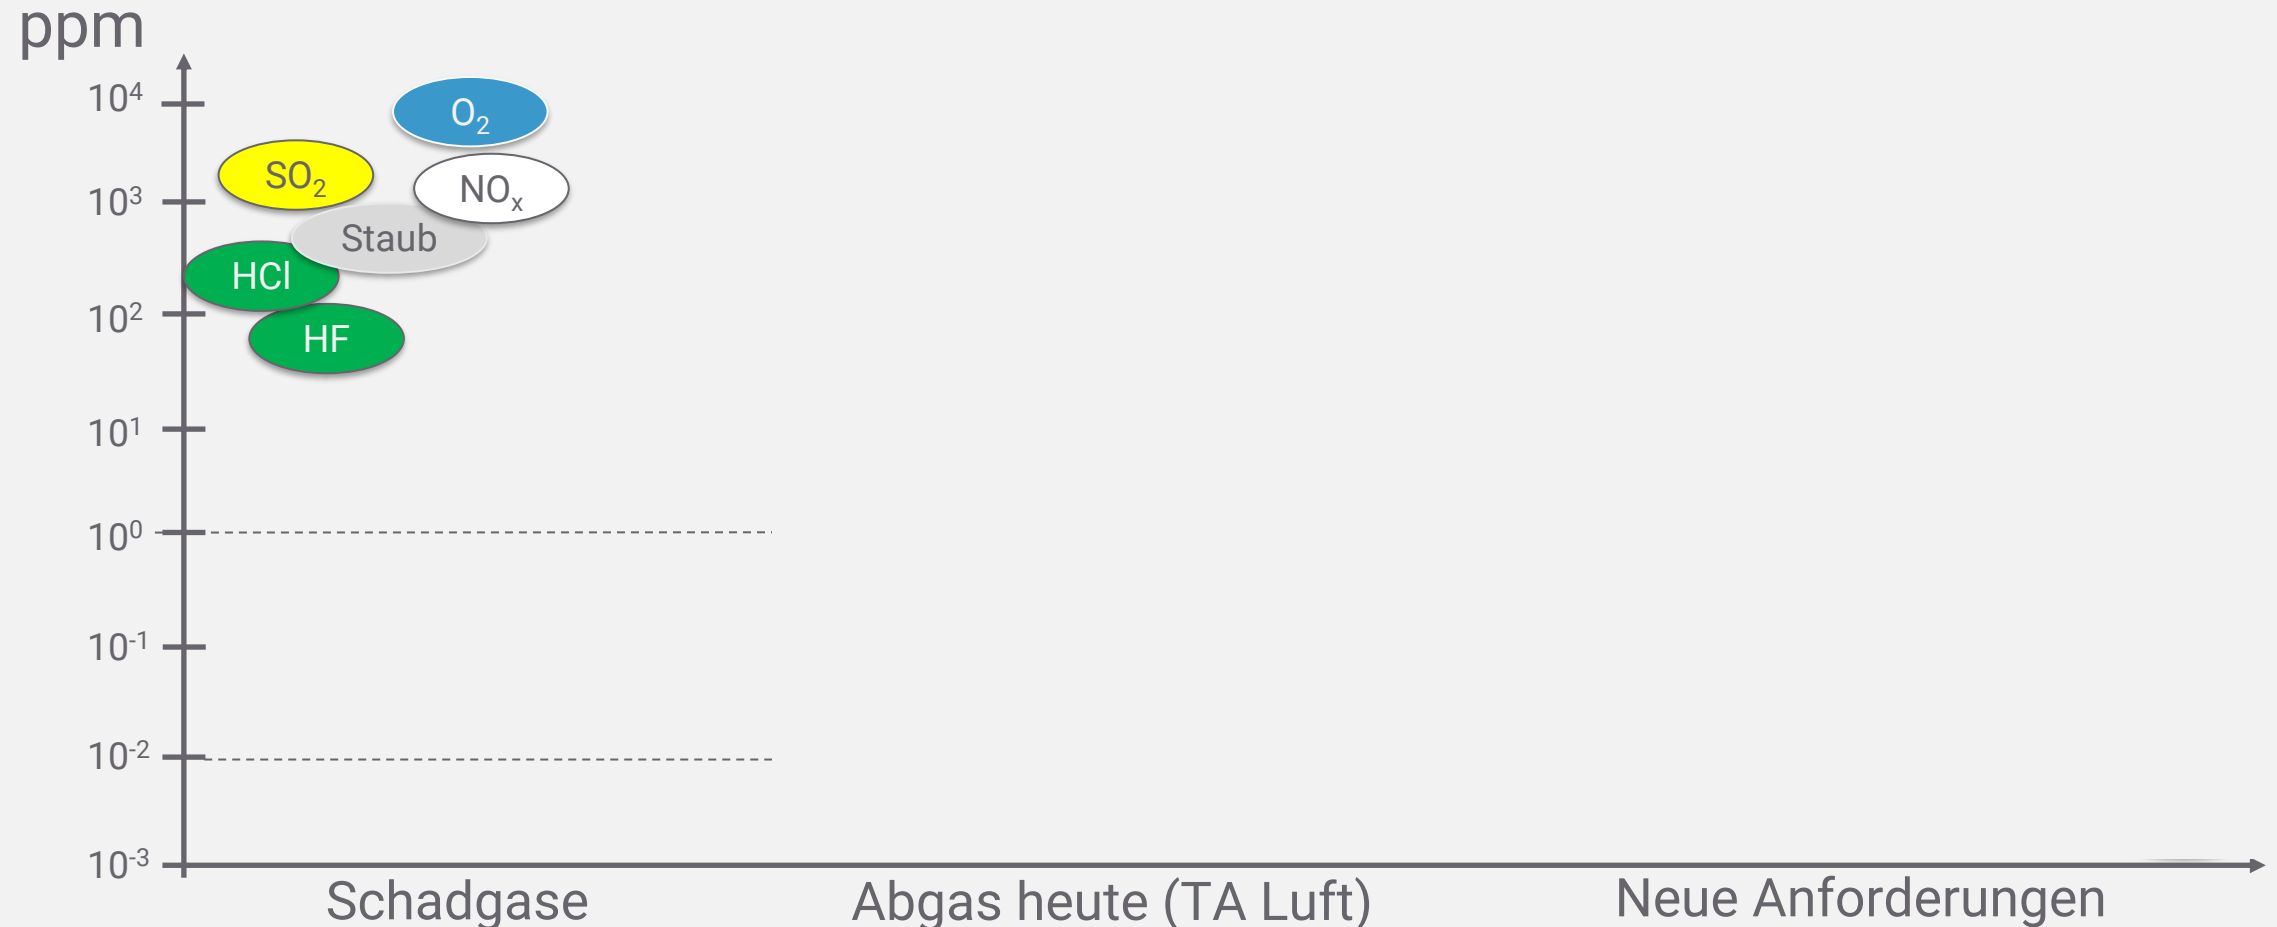 ppm
10⁴
O₂
SO₂
NOₓ
10³
Staub
HCl
10²
HF
10¹
10⁰
10⁻¹
10⁻²
10⁻³
Schadgase
Abgas heute (TA Luft)
Neue Anforderungen